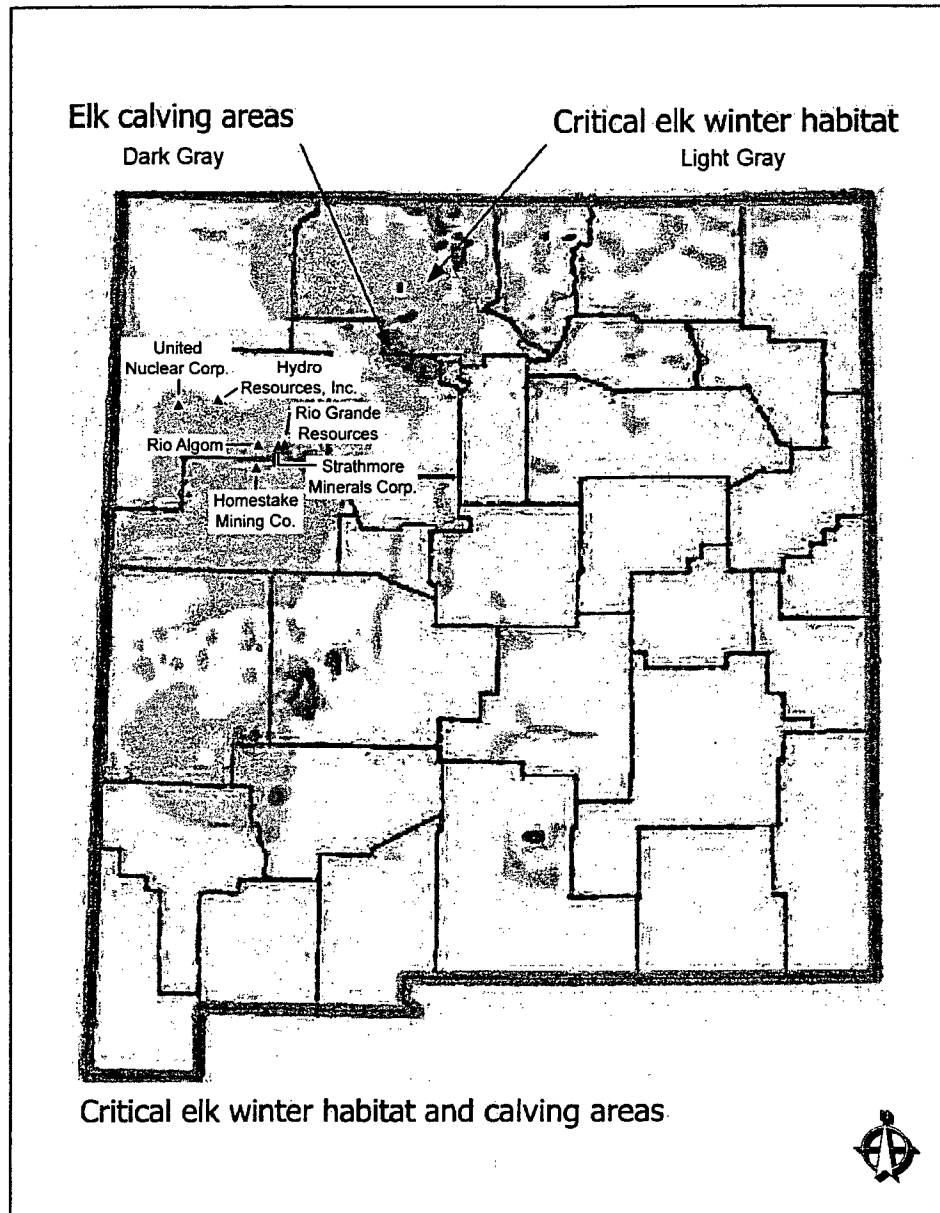 Elk calving areas
Dark Gray
Critical elk winter habitat
Light Gray
United
Nuclear Corp.
Hydro
Resources, Inc.
Rio Grande
Resources
Rio Algom
Strathmore
Minerals Corp.
Homestake
Mining Co.
Critical elk winter habitat and calving areas